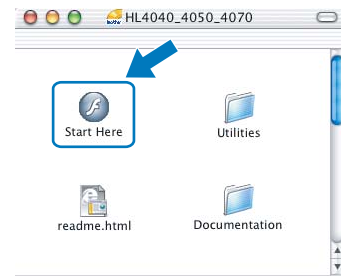 HL4040_4050_4070
Start Here
Utilities
readme.html
Documentation